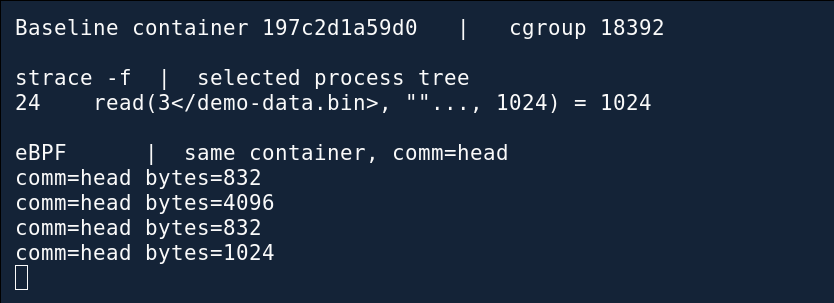 Baseline container 197c2d1a59d0   |   cgroup 18392
strace -f  |  selected process tree
24    read(3</demo-data.bin>, ""..., 1024) = 1024
eBPF      |  same container, comm=head
comm=head bytes=832
comm=head bytes=4096
comm=head bytes=832
comm=head bytes=1024